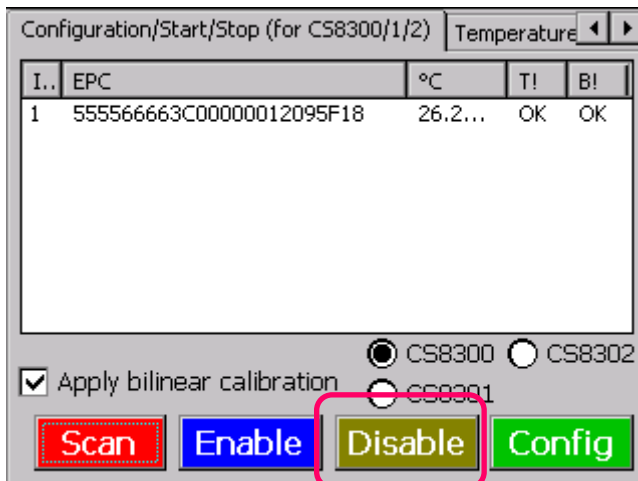 Configuration/Start/Stop (for CS8300/1/2) Temperature
I.. EPC °C T! B!
1 555566663C00000012095F18 26.2... OK OK
CS8300 CS8302
Apply bilinear calibration
CS8301
Scan Enable Disable Config